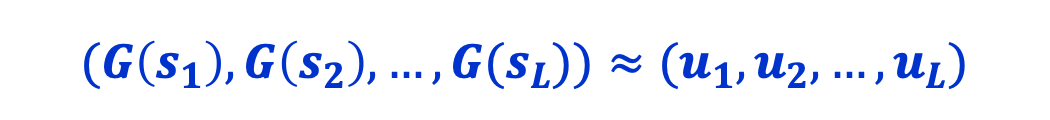 (G(s₁), G(s₂), … , G(s_L)) ≈ (u₁, u₂, … , u_L)